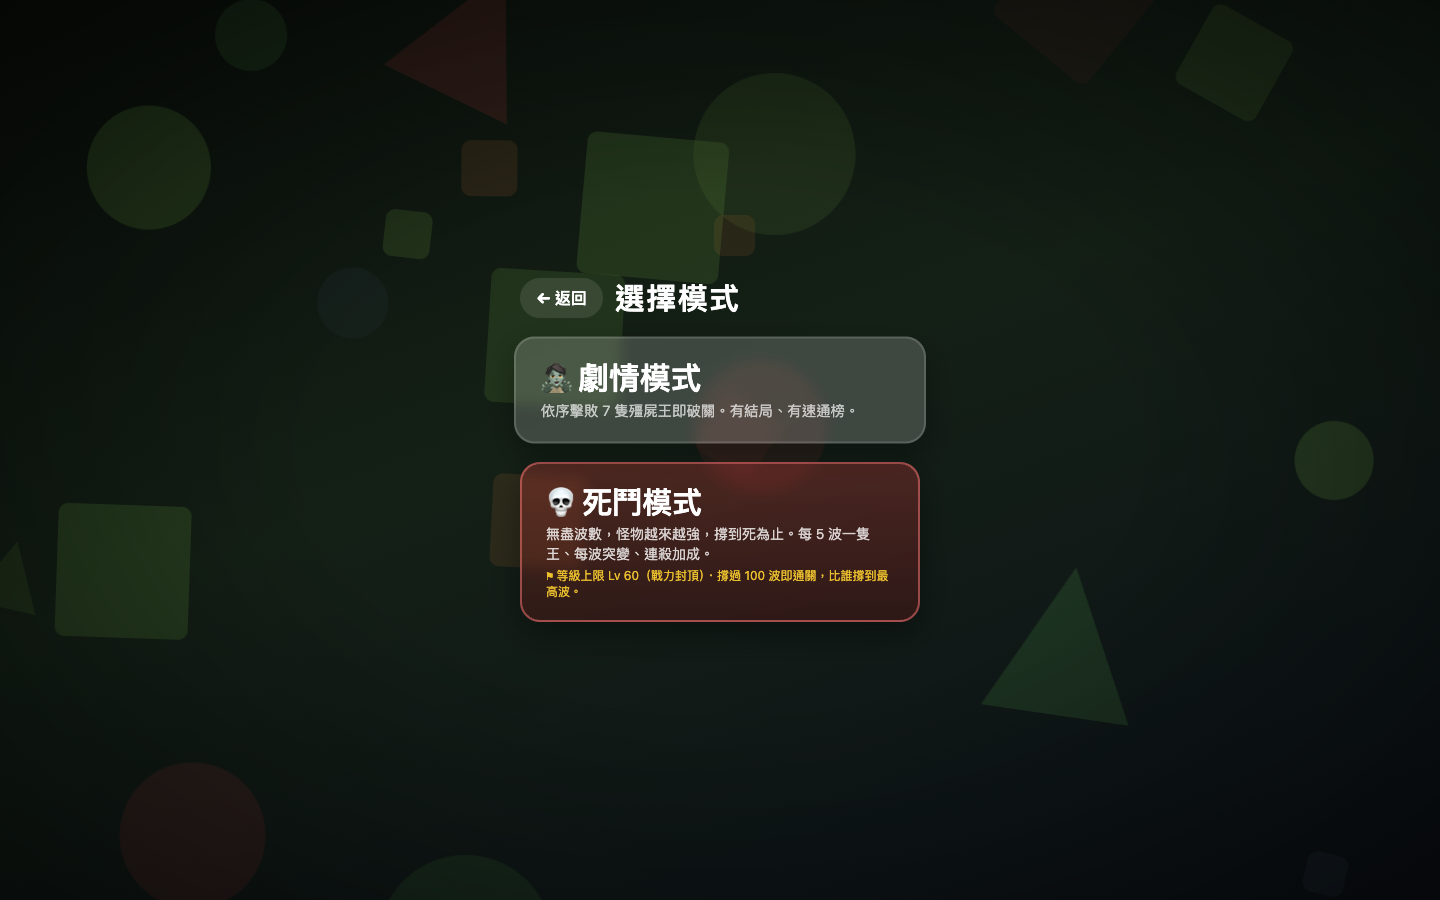 ← 返回
選擇模式
劇情模式
依序擊敗 7 隻殭屍王即破關。有結局、有速通榜。
死鬥模式
無盡波數，怪物越來越強，撐到死為止。每 5 波一隻
王、每波突變、連殺加成。
⚑ 等級上限 Lv 60（戰力封頂）· 撐過 100 波即通關，比誰撐到最
高波。